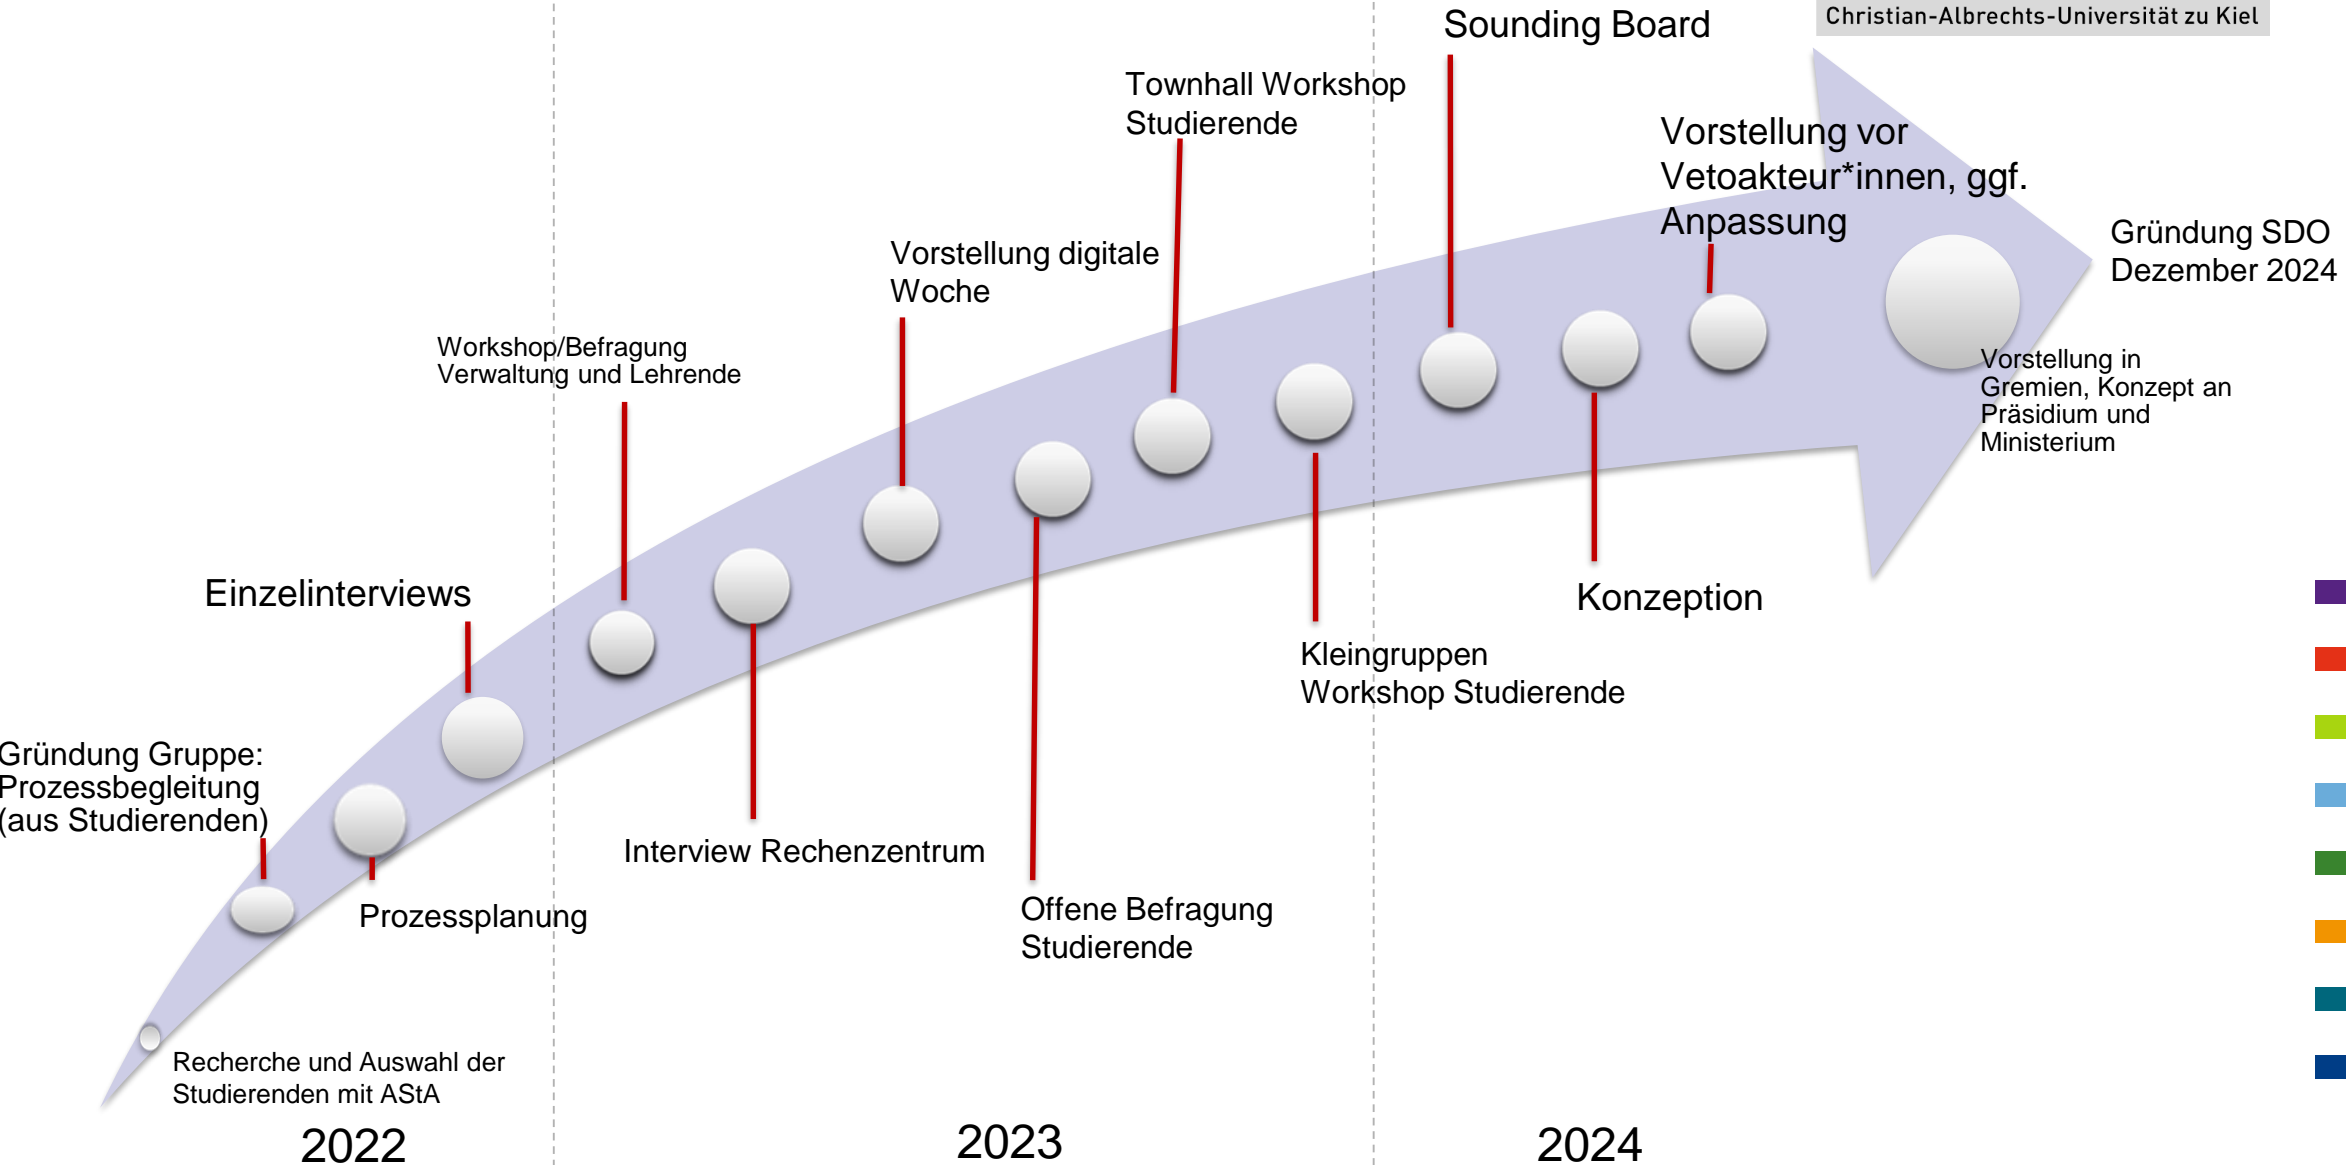 Christian-Albrechts-Universität zu Kiel
Sounding Board
Townhall Workshop
Studierende
Vorstellung vor
Vetoakteur*innen, ggf.
Anpassung
Gründung SDO
Dezember 2024
Vorstellung digitale
Woche
Workshop/Befragung
Verwaltung und Lehrende
Vorstellung in
Gremien, Konzept an
Präsidium und
Ministerium
Einzelinterviews
Konzeption
Kleingruppen
Workshop Studierende
Gründung Gruppe:
Prozessbegleitung
(aus Studierenden)
Interview Rechenzentrum
Prozessplanung
Offene Befragung
Studierende
Recherche und Auswahl der
Studierenden mit AStA
2022
2023
2024